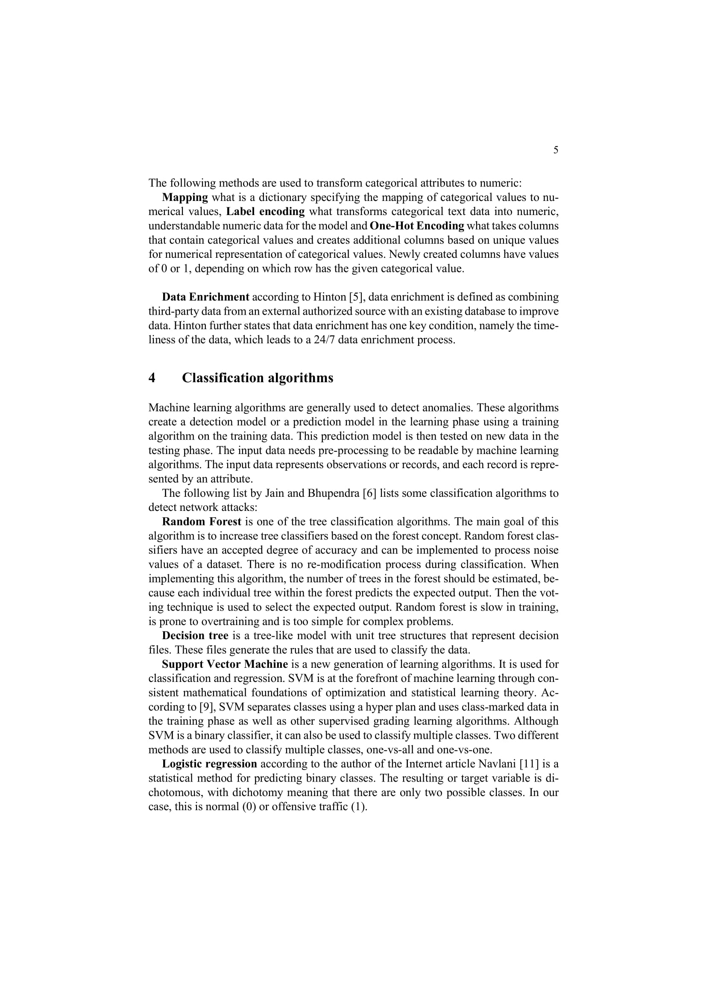 5
The following methods are used to transform categorical attributes to numeric:
Mapping what is a dictionary specifying the mapping of categorical values to nu-
merical values, Label encoding what transforms categorical text data into numeric,
understandable numeric data for the model and One-Hot Encoding what takes columns
that contain categorical values and creates additional columns based on unique values
for numerical representation of categorical values. Newly created columns have values
of 0 or 1, depending on which row has the given categorical value.
Data Enrichment according to Hinton [5], data enrichment is defined as combining
third-party data from an external authorized source with an existing database to improve
data. Hinton further states that data enrichment has one key condition, namely the time-
liness of the data, which leads to a 24/7 data enrichment process.
4 Classification algorithms
Machine learning algorithms are generally used to detect anomalies. These algorithms
create a detection model or a prediction model in the learning phase using a training
algorithm on the training data. This prediction model is then tested on new data in the
testing phase. The input data needs pre-processing to be readable by machine learning
algorithms. The input data represents observations or records, and each record is repre-
sented by an attribute.
The following list by Jain and Bhupendra [6] lists some classification algorithms to
detect network attacks:
Random Forest is one of the tree classification algorithms. The main goal of this
algorithm is to increase tree classifiers based on the forest concept. Random forest clas-
sifiers have an accepted degree of accuracy and can be implemented to process noise
values of a dataset. There is no re-modification process during classification. When
implementing this algorithm, the number of trees in the forest should be estimated, be-
cause each individual tree within the forest predicts the expected output. Then the vot-
ing technique is used to select the expected output. Random forest is slow in training,
is prone to overtraining and is too simple for complex problems.
Decision tree is a tree-like model with unit tree structures that represent decision
files. These files generate the rules that are used to classify the data.
Support Vector Machine is a new generation of learning algorithms. It is used for
classification and regression. SVM is at the forefront of machine learning through con-
sistent mathematical foundations of optimization and statistical learning theory. Ac-
cording to [9], SVM separates classes using a hyper plan and uses class-marked data in
the training phase as well as other supervised grading learning algorithms. Although
SVM is a binary classifier, it can also be used to classify multiple classes. Two different
methods are used to classify multiple classes, one-vs-all and one-vs-one.
Logistic regression according to the author of the Internet article Navlani [11] is a
statistical method for predicting binary classes. The resulting or target variable is di-
chotomous, with dichotomy meaning that there are only two possible classes. In our
case, this is normal (0) or offensive traffic (1).